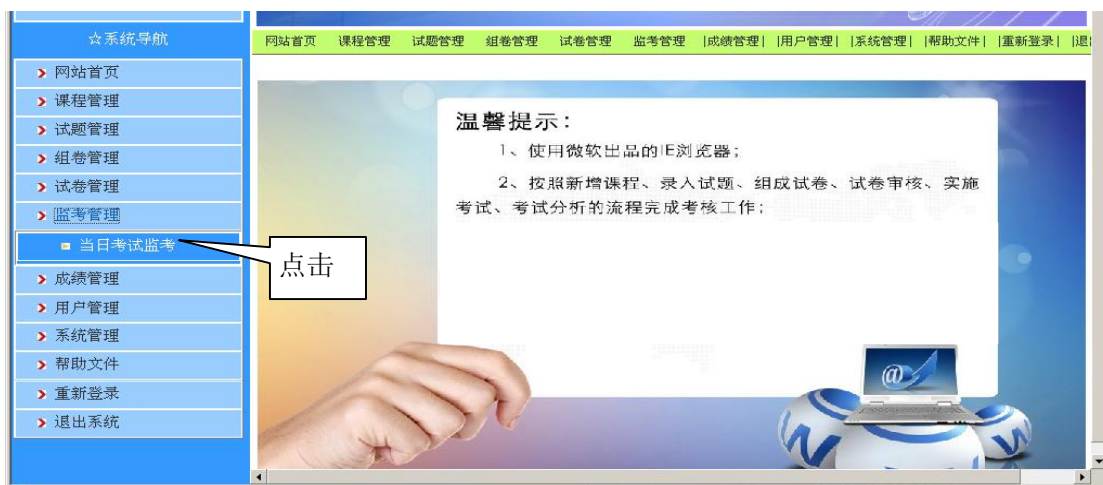 ☆系统导航
网站首页 课程管理 试题管理 组卷管理 试卷管理 监考管理 |成绩管理| |用户管理| |系统管理| |帮助文件| |重新登录| |退
网站首页
课程管理
试题管理
组卷管理
试卷管理
监考管理
当日考试监考
成绩管理
用户管理
系统管理
帮助文件
重新登录
退出系统
点击
温馨提示：
1、使用微软出品的IE浏览器；
2、按照新增课程、录入试题、组成试卷、试卷审核、实施
考试、考试分析的流程完成考核工作；
@